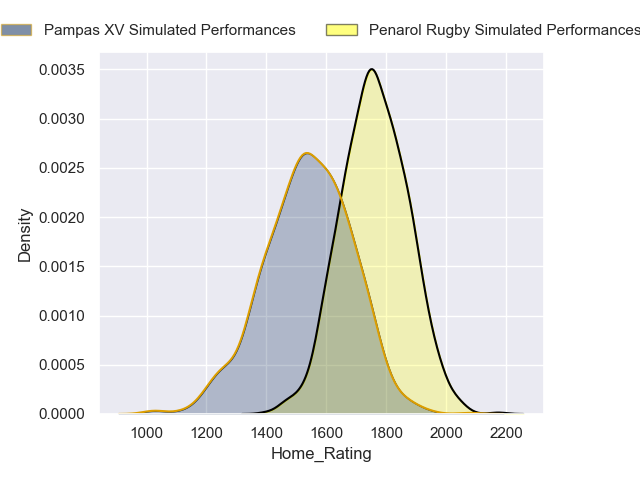 Pampas XV Simulated Performances
Penarol Rugby Simulated Performances
0.0035
0.0030
0.0025
0.0020
0.0015
0.0010
0.0005
0.0000
Density
1000 1200 1400 1600 1800 2000 2200
Home_Rating